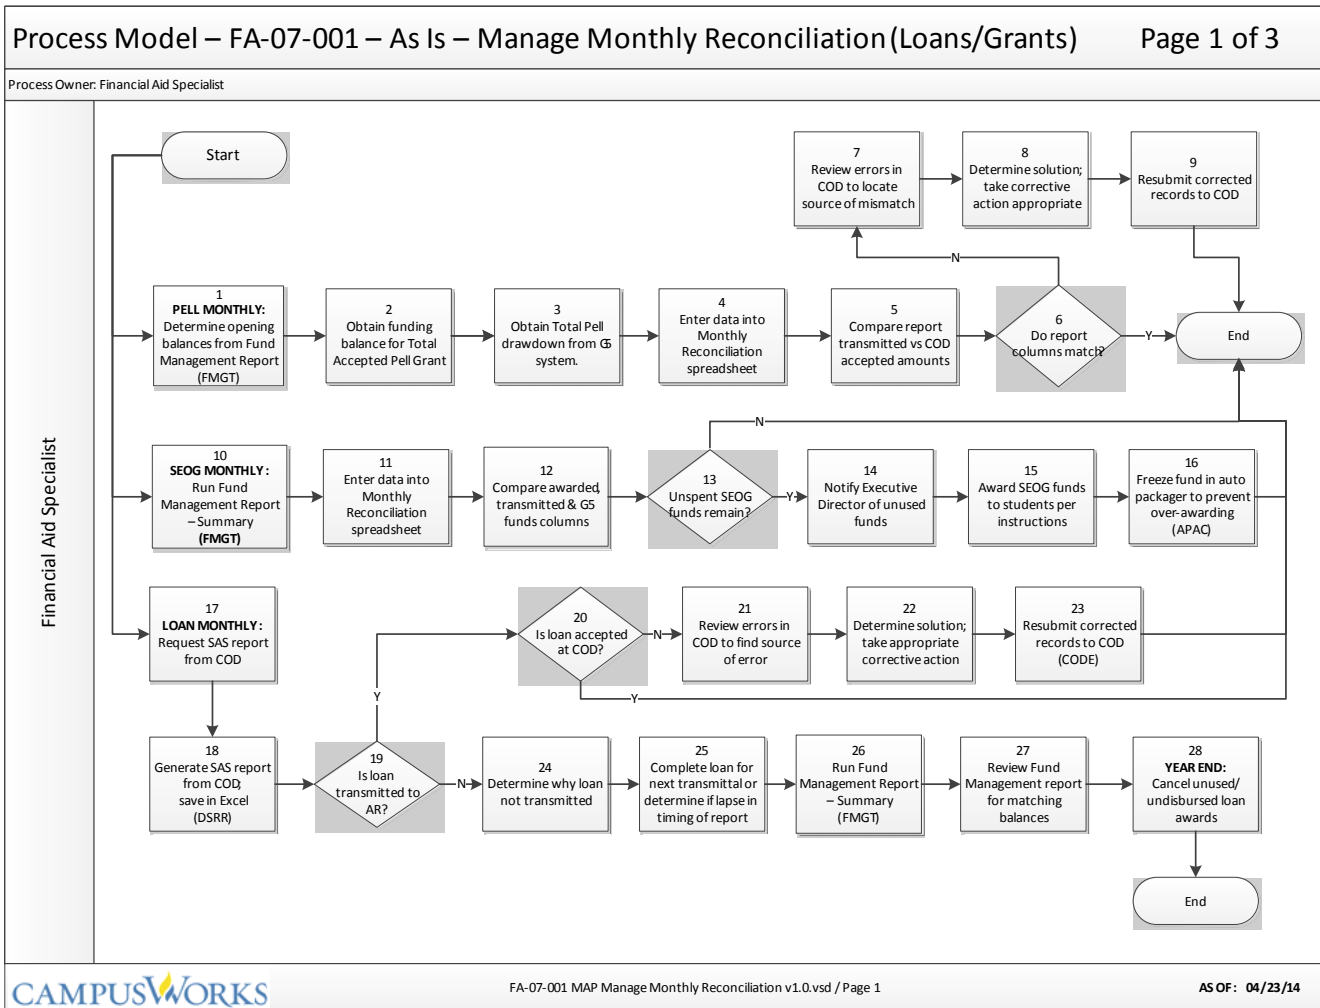 Process Model – FA-07-001 – As Is – Manage Monthly Reconciliation (Loans/Grants)
Page 1 of 3
Process Owner: Financial Aid Specialist
Financial Aid Specialist
Start
7
Review errors in
COD to locate
source of mismatch
8
Determine solution;
take corrective
action appropriate
9
Resubmit corrected
records to COD
N
1
PELL MONTHLY:
Determine opening
balances from Fund
Management Report
(FMGT)
2
Obtain funding
balance for Total
Accepted Pell Grant
3
Obtain Total Pell
drawdown from G5
system.
4
Enter data into
Monthly
Reconciliation
spreadsheet
5
Compare report
transmitted vs COD
accepted amounts
6
Do report
columns match?
Y
End
N
10
SEOG MONTHLY :
Run Fund
Management Report
– Summary
(FMGT)
11
Enter data into
Monthly
Reconciliation
spreadsheet
12
Compare awarded,
transmitted & G5
funds columns
13
Unspent SEOG
funds remain?
Y
14
Notify Executive
Director of unused
funds
15
Award SEOG funds
to students per
instructions
16
Freeze fund in auto
packager to prevent
over-awarding
(APAC)
17
LOAN MONTHLY :
Request SAS report
from COD
20
Is loan accepted
at COD?
N
21
Review errors in
COD to find source
of error
22
Determine solution;
take appropriate
corrective action
23
Resubmit corrected
records to COD
(CODE)
Y
Y
18
Generate SAS report
from COD;
save in Excel
(DSRR)
19
Is loan
transmitted to
AR?
N
24
Determine why loan
not transmitted
25
Complete loan for
next transmittal or
determine if lapse in
timing of report
26
Run Fund
Management Report
– Summary
(FMGT)
27
Review Fund
Management report
for matching
balances
28
YEAR END:
Cancel unused/
undisbursed loan
awards
End
CAMPUSWORKS
FA-07-001 MAP Manage Monthly Reconciliation v1.0.vsd / Page 1
AS OF: 04/23/14